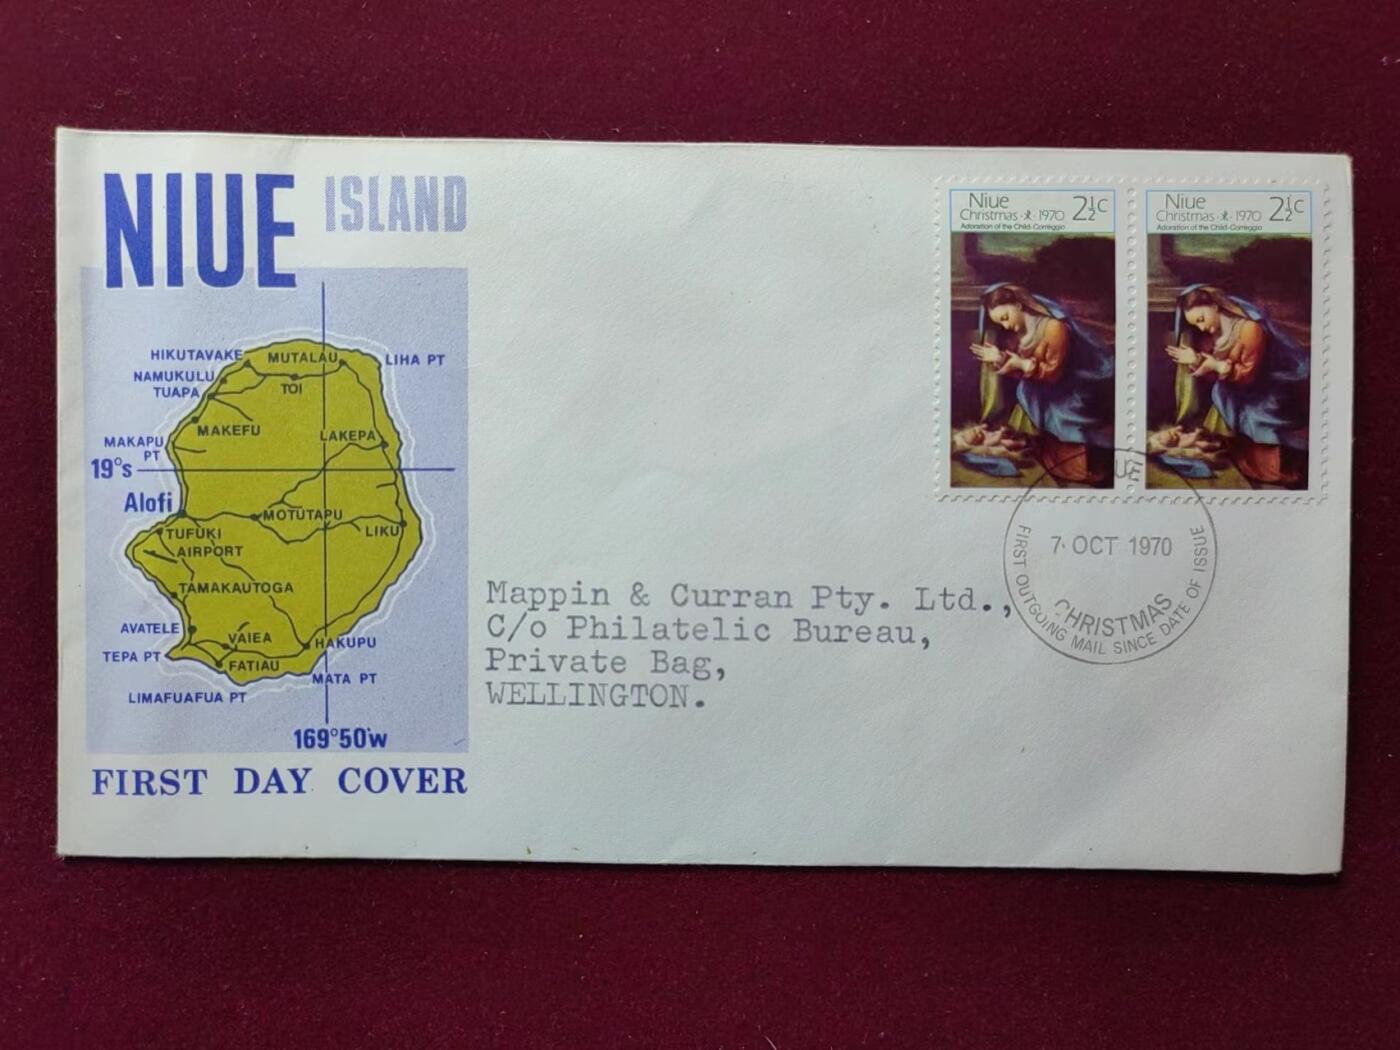 NIUE ISLAND
HIKUTAVAKE
MUTALAU
LIHA PT
NAMUKULU
TOI
TUAPA
MAKEFU
LAKEPA
MAKAPU
PT
19°s
Alofi
MOTUTAPU
TUFUKI
LIKU
AIRPORT
TAMAKAUTOGA
AVATELE
VAIEA
HAKUPU
TEPA PT
FATIAU
MATA PT
LIMAFUAFUA PT
169°50'w
FIRST DAY COVER
Mappin & Curran Pty. Ltd.,
C/o Philatelic Bureau,
Private Bag,
WELLINGTON.
Niue
Christmas 1970 2½c
Adoration of the Child-Correggio
Niue
Christmas 1970 2½c
Adoration of the Child-Correggio
7 OCT 1970
CHRISTMAS
FIRST OUTGOING MAIL SINCE DATE OF ISSUE